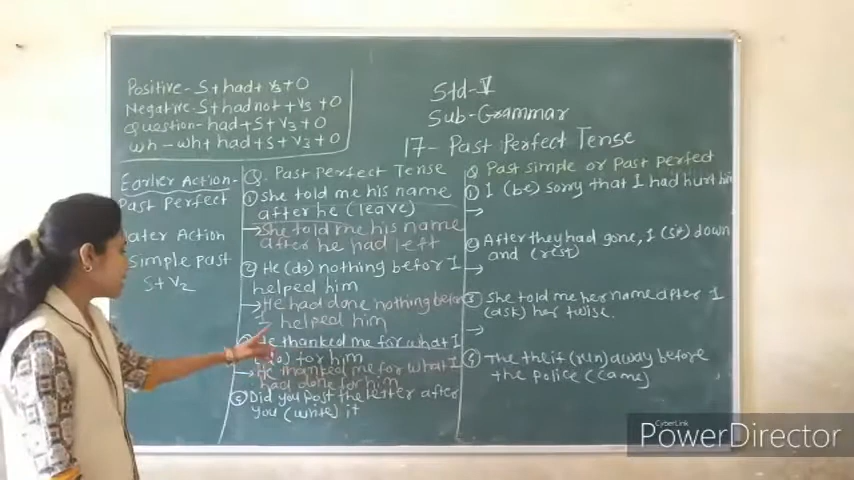 Positive - S + had + V3 + O
Negative - S + had not + V3 + O
Question - had + S + V3 + O
wh - wh + had + S + V3 + O
Std - V
Sub - Grammar
17 - Past Perfect Tense
Earlier Action -
Past Perfect
later Action
Simple past
S + V2
Q. Past Perfect Tense
① She told me his name
after he (leave)
→ She told me his name
after he had left
② He (do) nothing before I
helped him
→ He had done nothing before
I helped him
He thanked me for what I
for him
→ He thanked me for what I
had done for him
Did you post the letter after
you (write) it
Q Past simple or Past perfect
① I (be) sorry that I had hurt him
→
② After they had gone, I (sit) down
and (rest)
→
③ She told me her name after I
(ask) her twise.
→
④ The theif (run) away before
the police (came)
CyberLink
PowerDirector